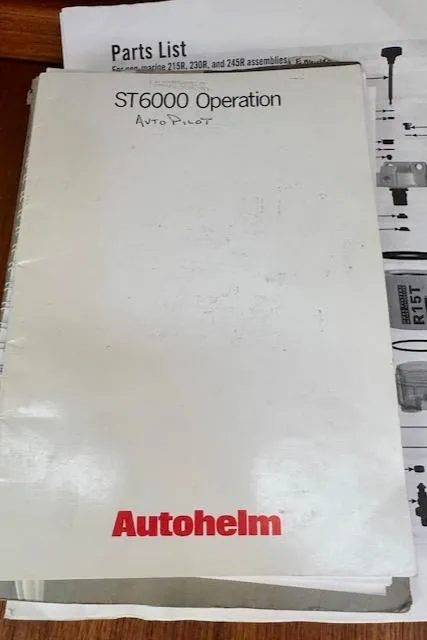 Parts List
For non-marine 215R, 230R, and 245R assemblies
ST6000 Operation
AUTO PILOT
R15T
Autohelm